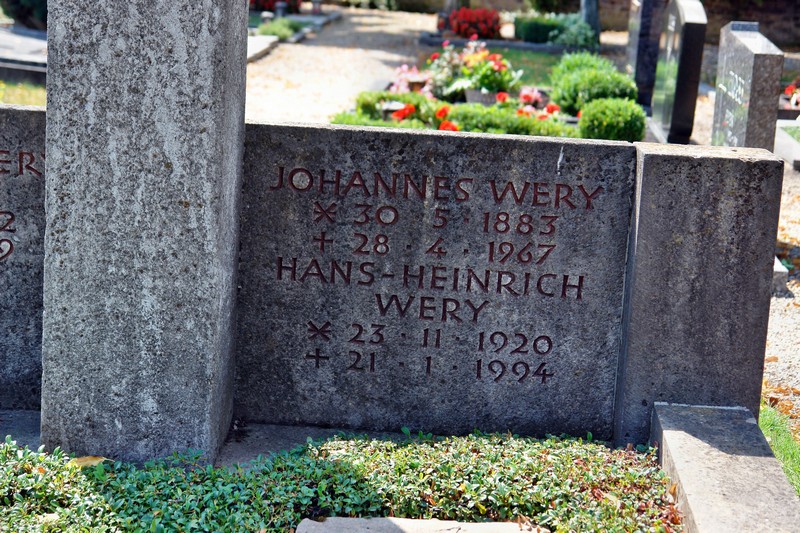 JOHANNES WERY
* 30 · 5 · 1883
+ 28 · 4 · 1967
HANS-HEINRICH
WERY
* 23 · 11 · 1920
+ 21 · 1 · 1994